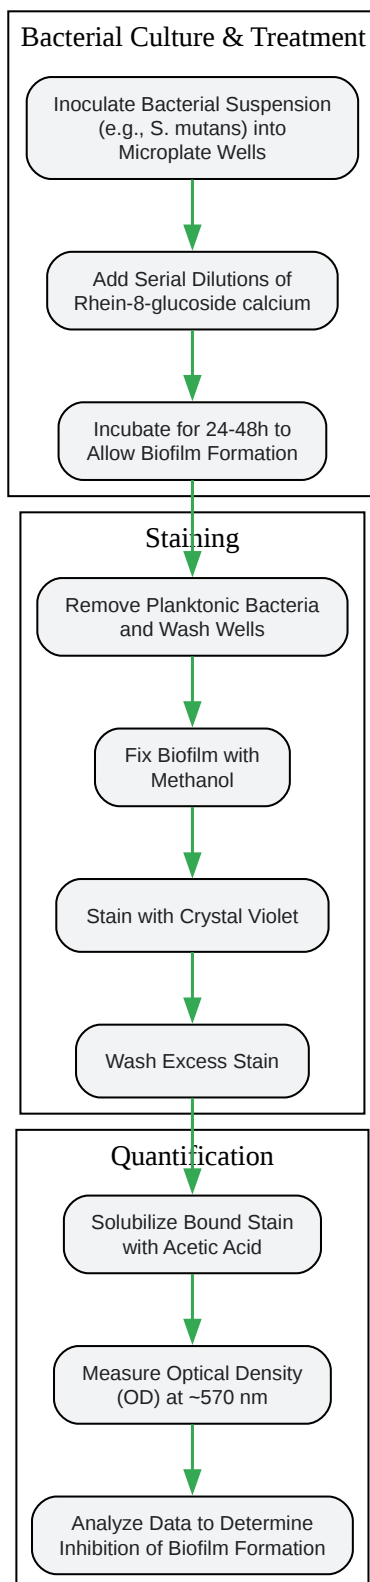 Bacterial Culture & Treatment
Inoculate Bacterial Suspension
(e.g., S. mutans) into
Microplate Wells
Add Serial Dilutions of
Rhein-8-glucoside calcium
Incubate for 24-48h to
Allow Biofilm Formation
Staining
Remove Planktonic Bacteria
and Wash Wells
Fix Biofilm with
Methanol
Stain with Crystal Violet
Wash Excess Stain
Quantification
Solubilize Bound Stain
with Acetic Acid
Measure Optical Density
(OD) at ~570 nm
Analyze Data to Determine
Inhibition of Biofilm Formation